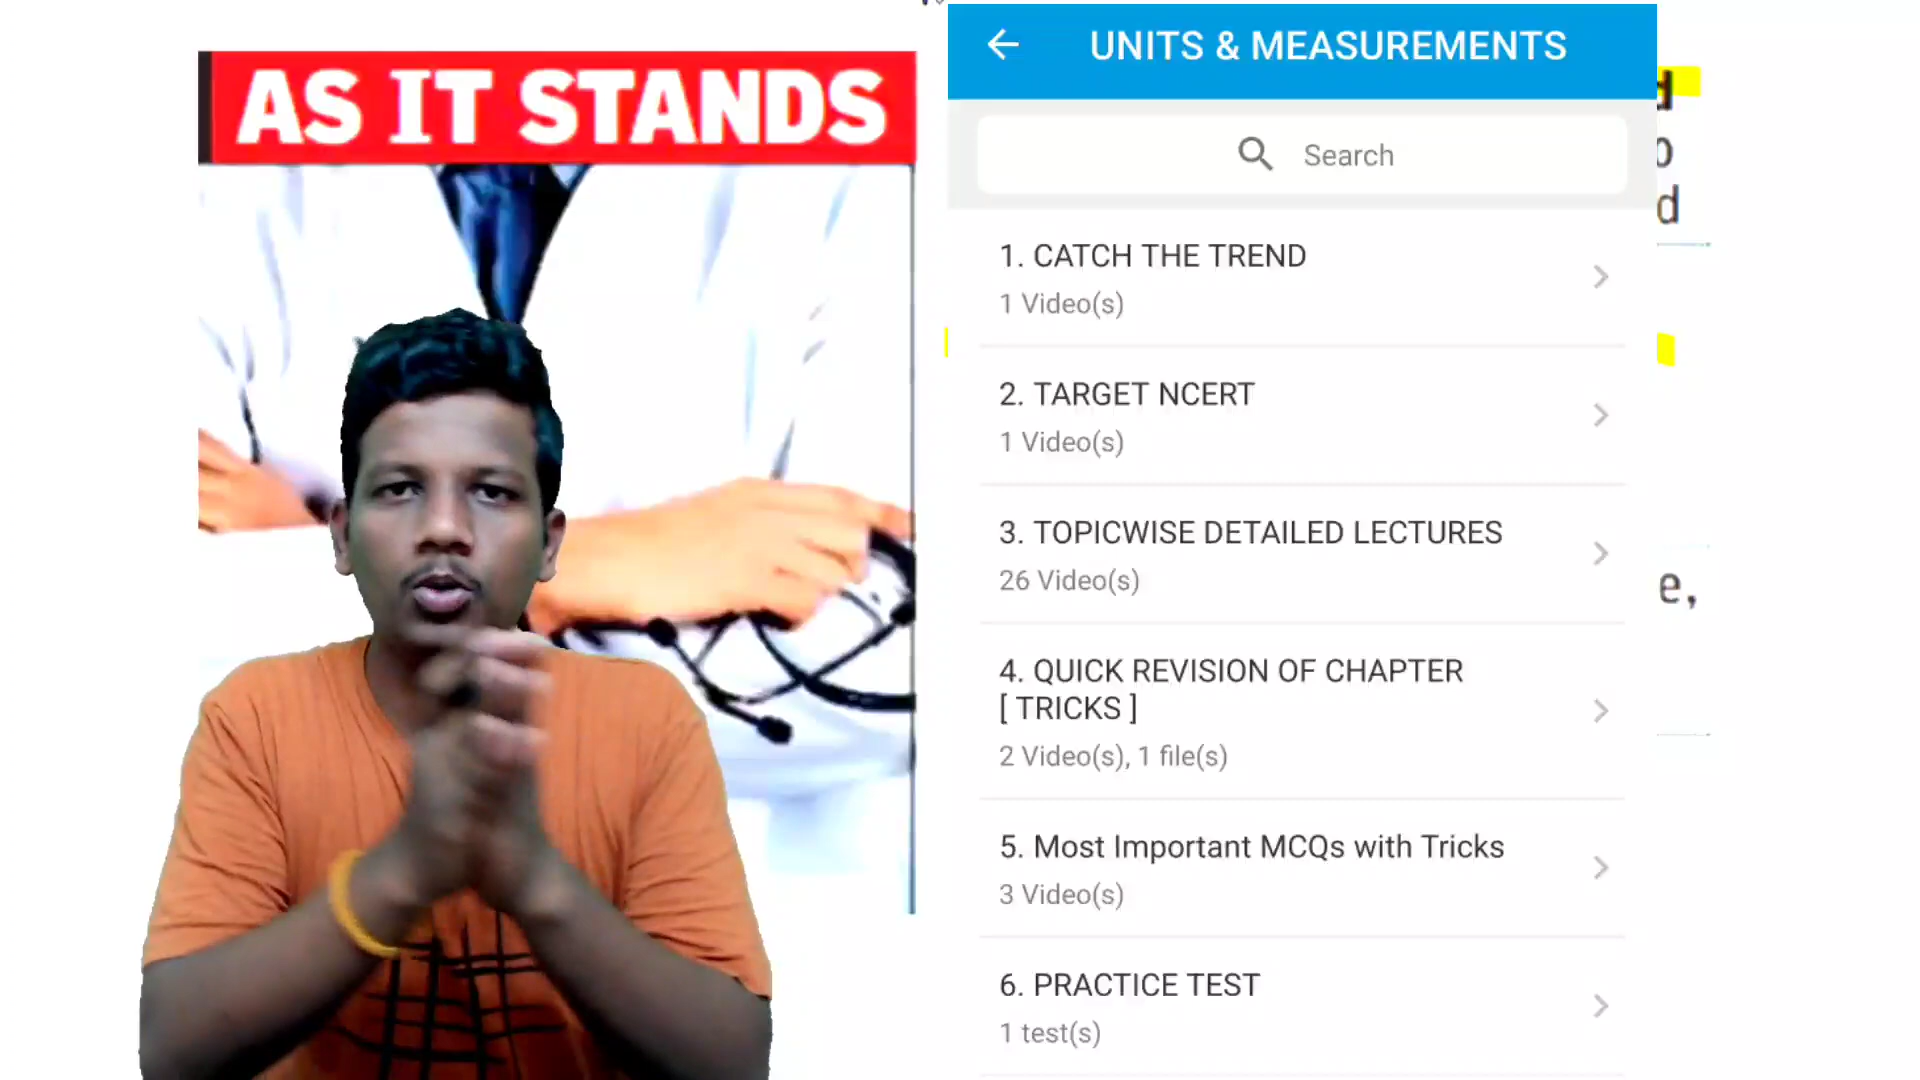 AS IT STANDS
UNITS & MEASUREMENTS
Search
1. CATCH THE TREND
1 Video(s)
2. TARGET NCERT
1 Video(s)
3. TOPICWISE DETAILED LECTURES
26 Video(s)
4. QUICK REVISION OF CHAPTER
[ TRICKS ]
2 Video(s), 1 file(s)
5. Most Important MCQs with Tricks
3 Video(s)
6. PRACTICE TEST
1 test(s)
d
d
e,